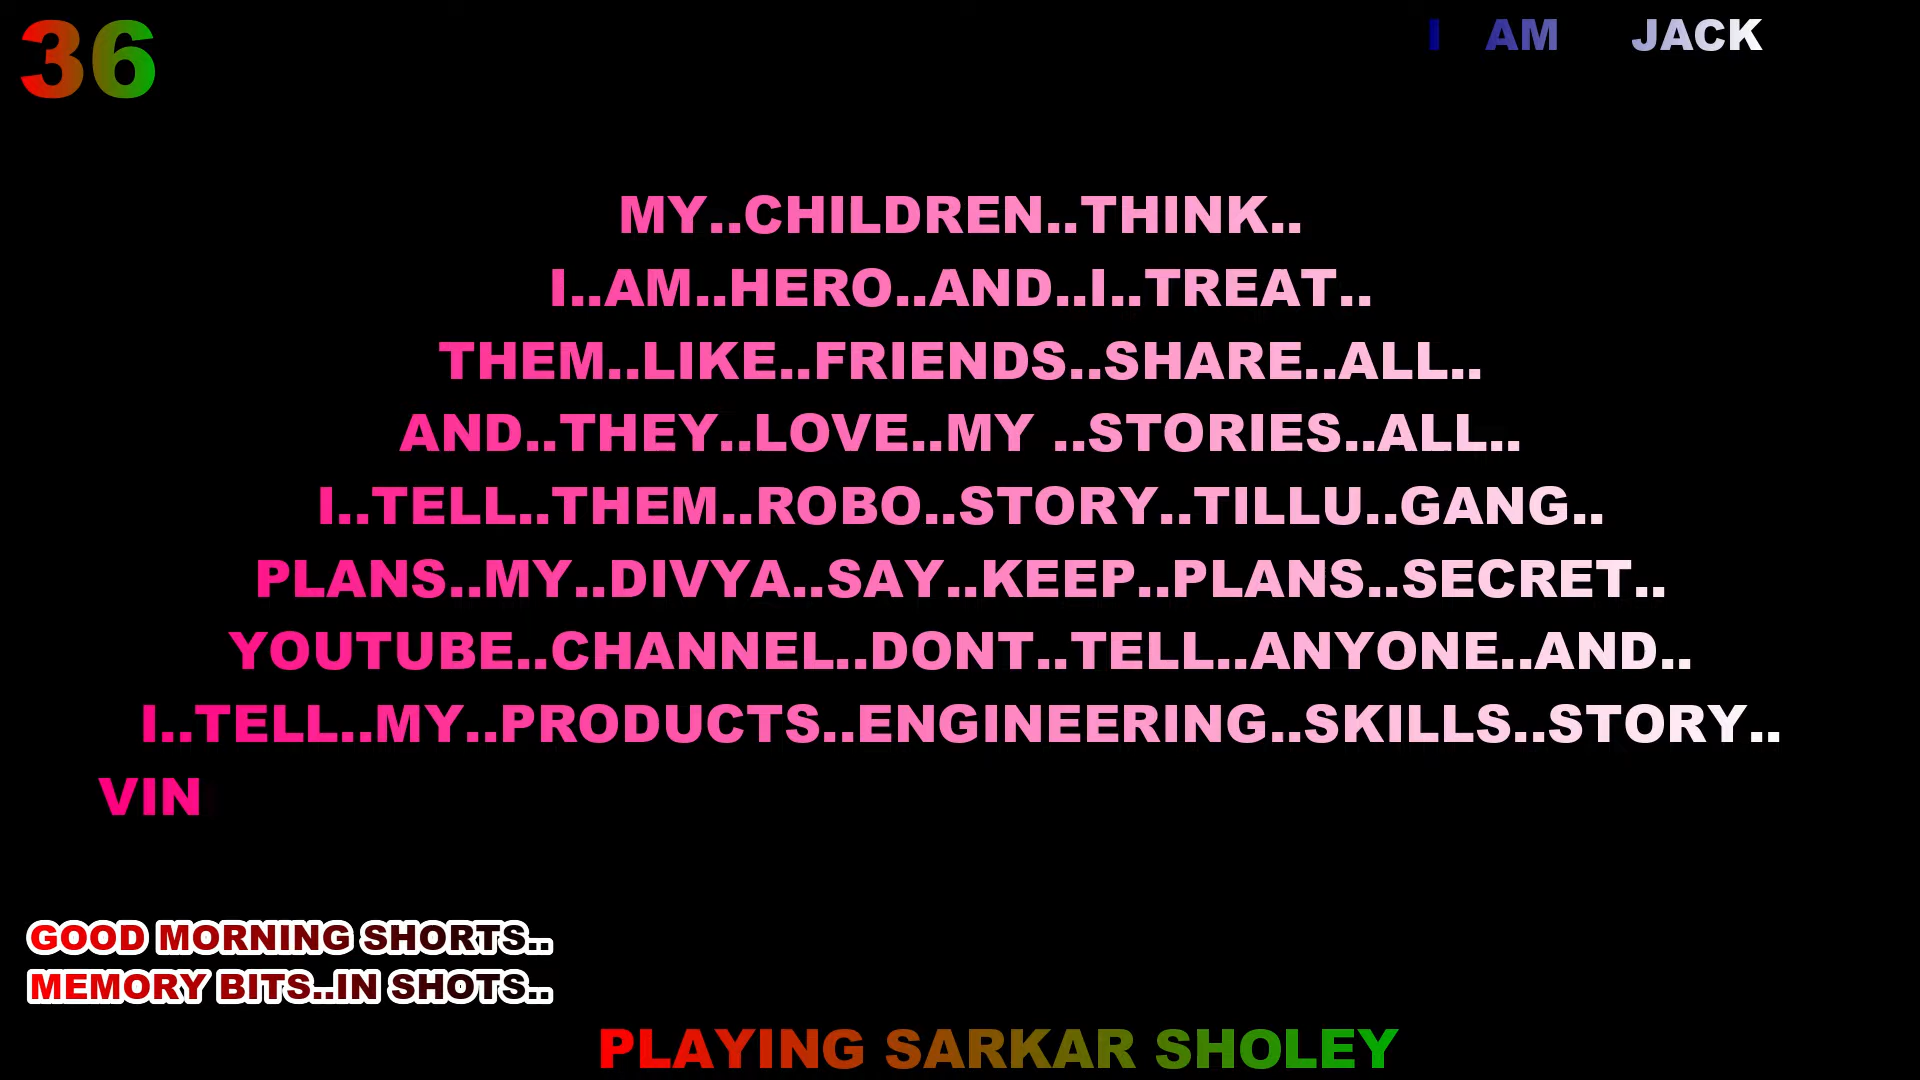 36
I AM JACK
MY..CHILDREN..THINK..
I..AM..HERO..AND..I..TREAT..
THEM..LIKE..FRIENDS..SHARE..ALL..
AND..THEY..LOVE..MY ..STORIES..ALL..
I..TELL..THEM..ROBO..STORY..TILLU..GANG..
PLANS..MY..DIVYA..SAY..KEEP..PLANS..SECRET..
YOUTUBE..CHANNEL..DONT..TELL..ANYONE..AND..
I..TELL..MY..PRODUCTS..ENGINEERING..SKILLS..STORY..
VIN
GOOD MORNING SHORTS..
MEMORY BITS..IN SHOTS..
PLAYING SARKAR SHOLEY